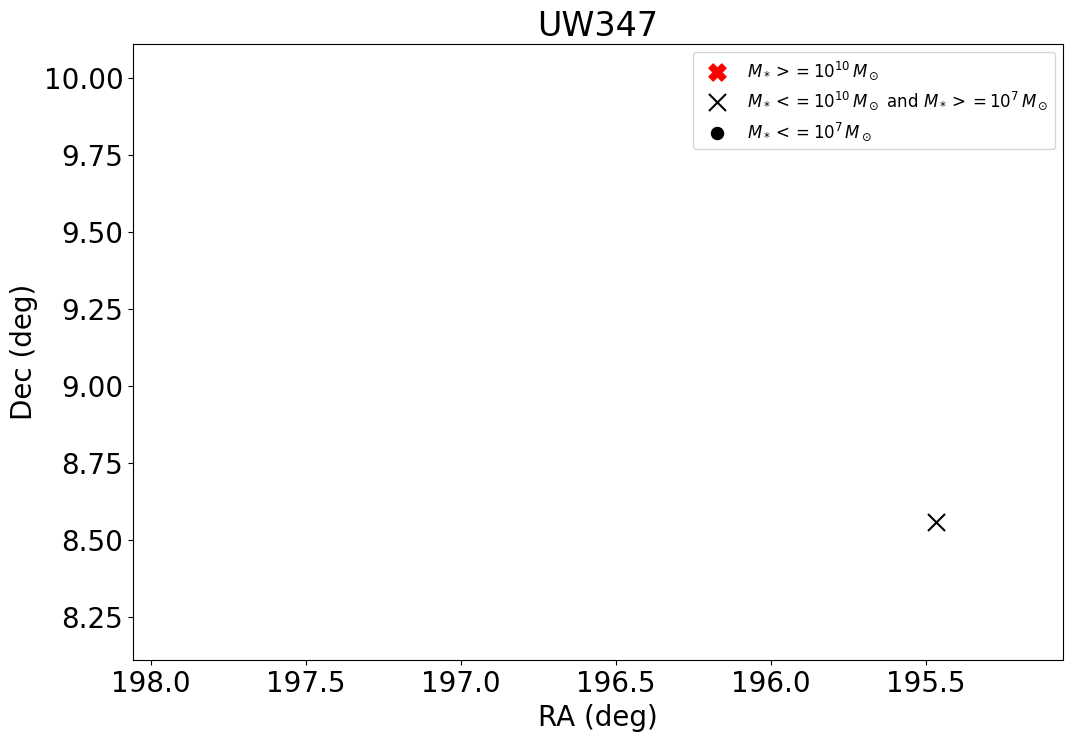 UW347
M* >= 10^10 M⊙
M* <= 10^10 M⊙ and M* >= 10^7 M⊙
M* <= 10^7 M⊙
10.00
9.75
9.50
9.25
9.00
8.75
8.50
8.25
Dec (deg)
198.0 197.5 197.0 196.5 196.0 195.5
RA (deg)